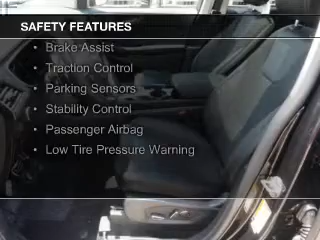 SAFETY FEATURES
• Brake Assist
• Traction Control
• Parking Sensors
• Stability Control
• Passenger Airbag
• Low Tire Pressure Warning